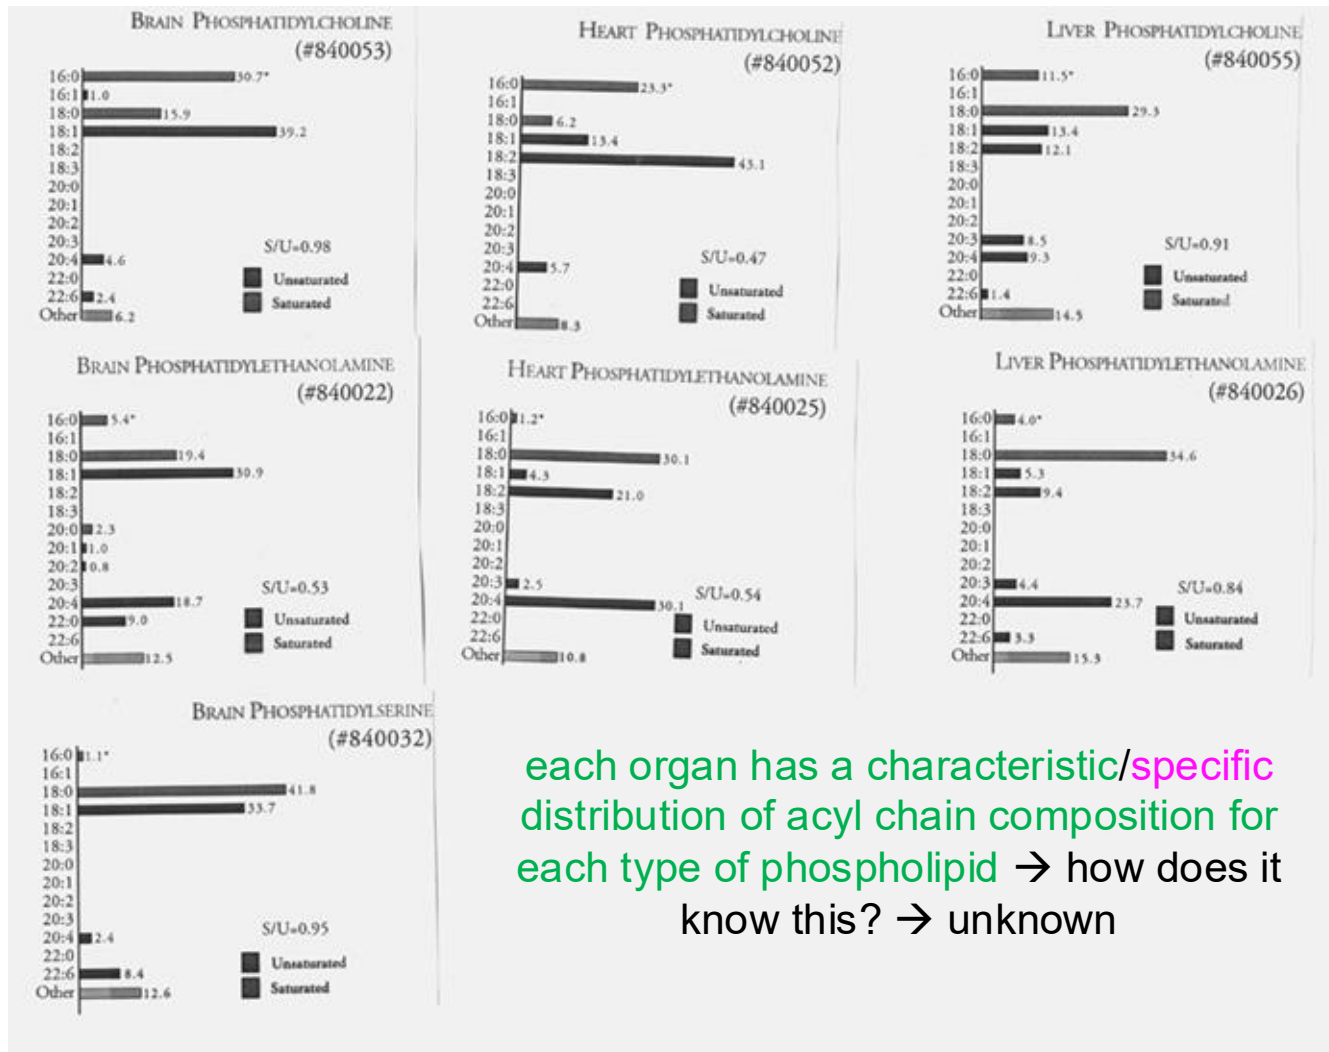 BRAIN PHOSPHATIDYLCHOLINE
(#840053)
16:0 30.7*
16:1 1.0
18:0 15.9
18:1 39.2
18:2
18:3
20:0
20:1
20:2
20:3
20:4 4.6
22:0
22:6 2.4
Other 6.2
S/U=0.98
Unsaturated
Saturated
HEART PHOSPHATIDYLCHOLINE
(#840052)
16:0 23.3*
16:1
18:0 6.2
18:1 13.4
18:2 43.1
18:3
20:0
20:1
20:2
20:3
20:4 5.7
22:0
22:6
Other 8.3
S/U=0.47
Unsaturated
Saturated
LIVER PHOSPHATIDYLCHOLINE
(#840055)
16:0 11.5*
16:1
18:0 29.3
18:1 13.4
18:2 12.1
18:3
20:0
20:1
20:2
20:3 8.5
20:4 9.3
22:0
22:6 1.4
Other 14.5
S/U=0.91
Unsaturated
Saturated
BRAIN PHOSPHATIDYLETHANOLAMINE
(#840022)
16:0 5.4*
16:1
18:0 19.4
18:1 30.9
18:2
18:3
20:0 2.3
20:1 1.0
20:2 0.8
20:3
20:4 18.7
22:0 9.0
22:6
Other 12.5
S/U=0.53
Unsaturated
Saturated
HEART PHOSPHATIDYLETHANOLAMINE
(#840025)
16:0 1.2*
16:1
18:0 30.1
18:1 4.3
18:2 21.0
18:3
20:0
20:1
20:2
20:3 2.5
20:4 30.1
22:0
22:6
Other 10.8
S/U=0.54
Unsaturated
Saturated
LIVER PHOSPHATIDYLETHANOLAMINE
(#840026)
16:0 4.0*
16:1
18:0 34.6
18:1 5.3
18:2 9.4
18:3
20:0
20:1
20:2
20:3 4.4
20:4 23.7
22:0
22:6 3.3
Other 15.3
S/U=0.84
Unsaturated
Saturated
BRAIN PHOSPHATIDYLSERINE
(#840032)
16:0 1.1*
16:1
18:0 41.8
18:1 33.7
18:2
18:3
20:0
20:1
20:2
20:3
20:4 2.4
22:0
22:6 8.4
Other 12.6
S/U=0.95
Unsaturated
Saturated
each organ has a characteristic/specific
distribution of acyl chain composition for
each type of phospholipid → how does it
know this? → unknown